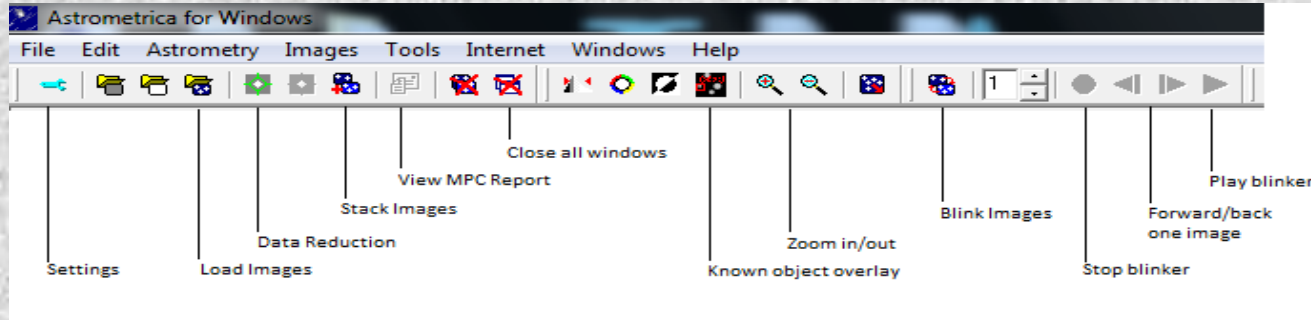 Astrometrica for Windows
File Edit Astrometry Images Tools Internet Windows Help
1
Close all windows
View MPC Report
Play blinker
Stack Images
Blink Images
Forward/back
one image
Data Reduction
Zoom in/out
Settings
Load Images
Known object overlay
Stop blinker